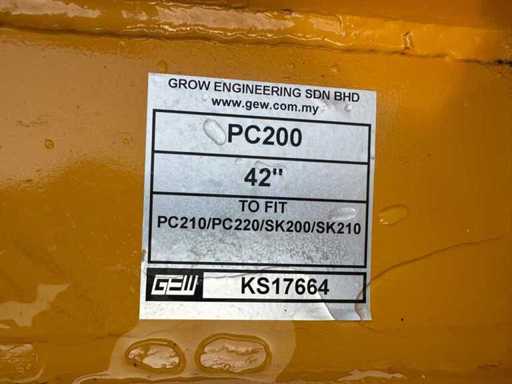 GROW ENGINEERING SDN BHD
www.gew.com.my
PC200
42"
TO FIT
PC210/PC220/SK200/SK210
GEW KS17664